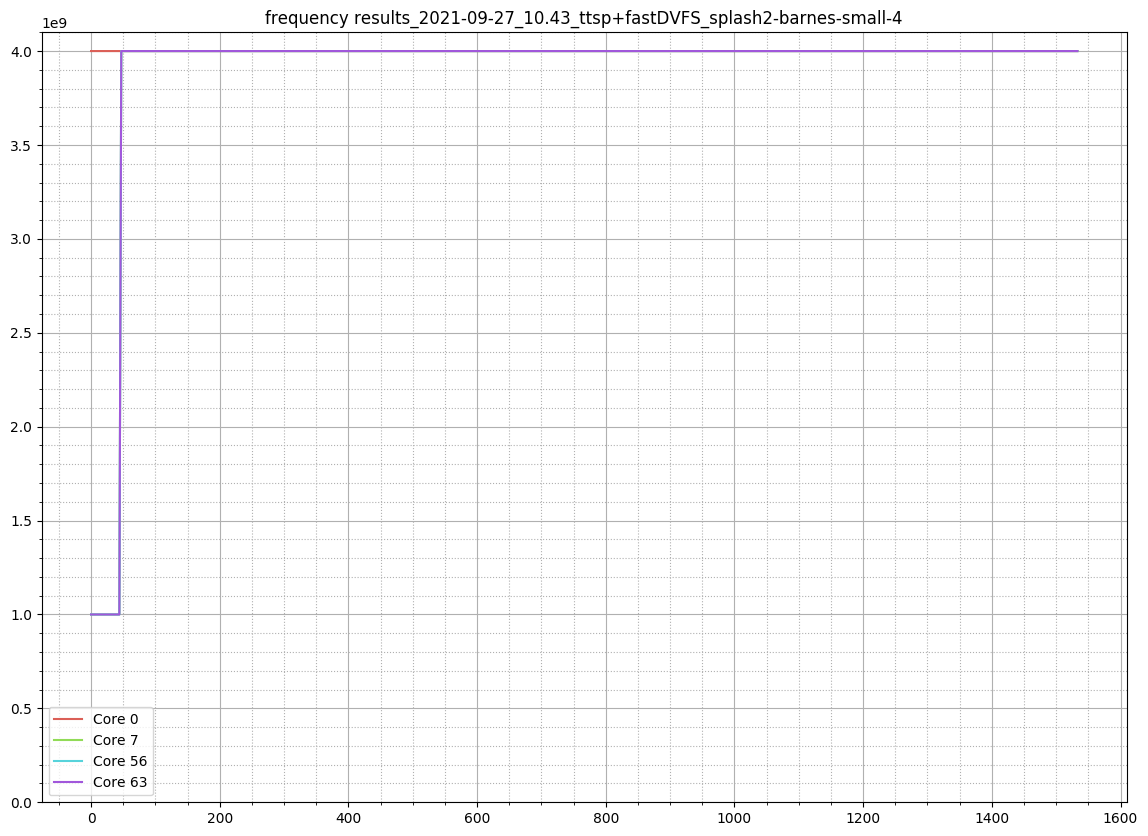 frequency results_2021-09-27_10.43_ttsp+fastDVFS_splash2-barnes-small-4
1e9
4.0
3.5
3.0
2.5
2.0
1.5
1.0
0.5
0.0
Core 0
Core 7
Core 56
Core 63
0 200 400 600 800 1000 1200 1400 1600